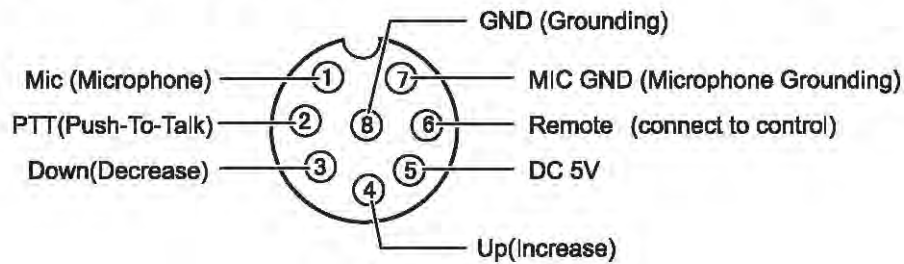 GND (Grounding)
Mic (Microphone) 1 7 MIC GND (Microphone Grounding)
PTT(Push-To-Talk) 2 8 6 Remote (connect to control)
Down(Decrease) 3 5 DC 5V
4
Up(Increase)